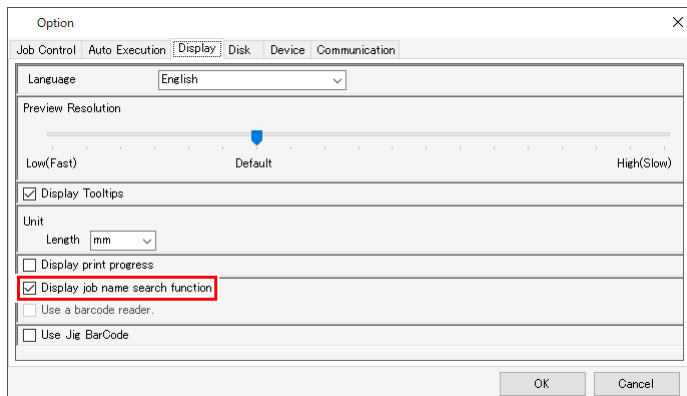 Option
Job Control Auto Execution Display Disk Device Communication
Language English
Preview Resolution
Low(Fast) Default High(Slow)
Display Tooltips
Unit
Length mm
Display print progress
Display job name search function
Use a barcode reader.
Use Jig BarCode
OK Cancel